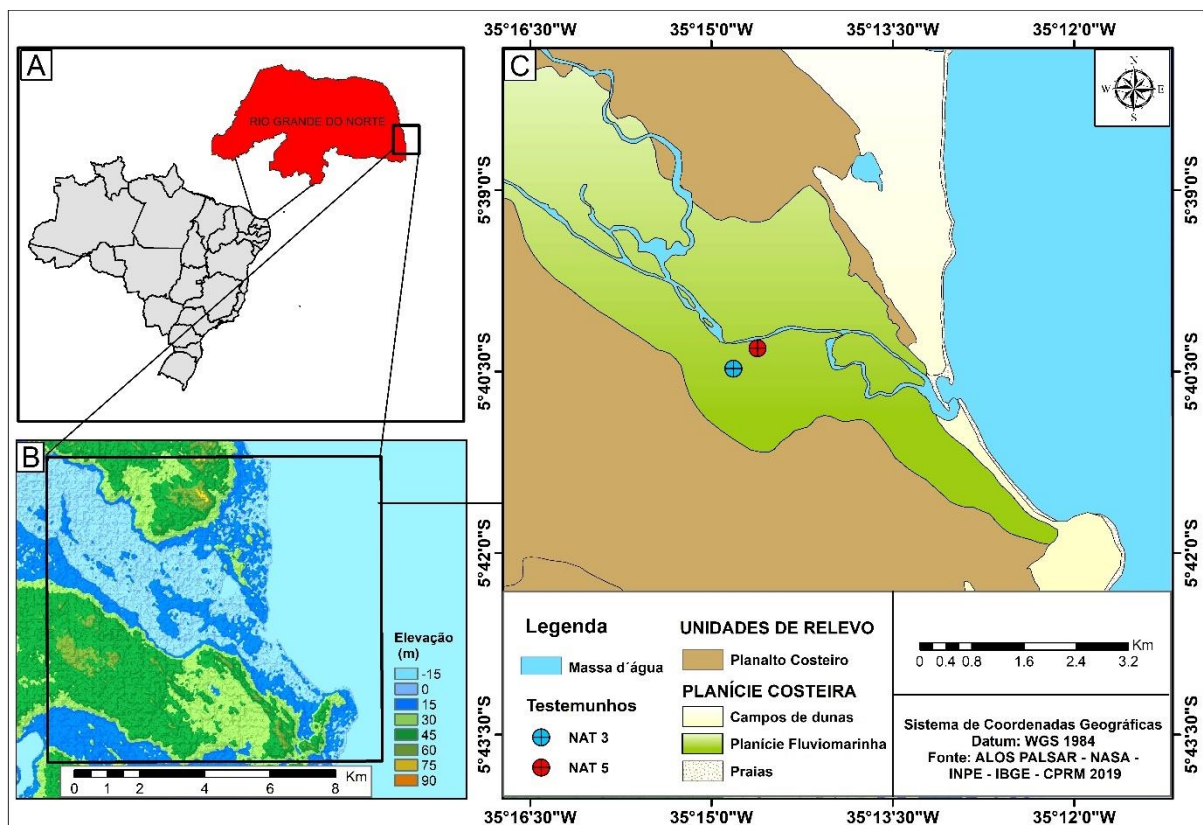 A
RIO GRANDE DO NORTE
B
Elevação
(m)
-15
0
15
30
45
60
75
90
0 1 2 4 6 8
Km
C
35°16'30"W 35°15'0"W 35°13'30"W 35°12'0"W
N
W E
S
5°39'0"S
5°40'30"S
5°42'0"S
5°43'30"S
5°39'0"S
5°40'30"S
5°42'0"S
5°43'30"S
Legenda
Massa d´água
Testemunhos
NAT 3
NAT 5
UNIDADES DE RELEVO
Planalto Costeiro
PLANÍCIE COSTEIRA
Campos de dunas
Planície Fluviomarinha
Praias
Km
0 0.4 0.8 1.6 2.4 3.2
Sistema de Coordenadas Geográficas
Datum: WGS 1984
Fonte: ALOS PALSAR - NASA -
INPE - IBGE - CPRM 2019
35°16'30"W 35°15'0"W 35°13'30"W 35°12'0"W